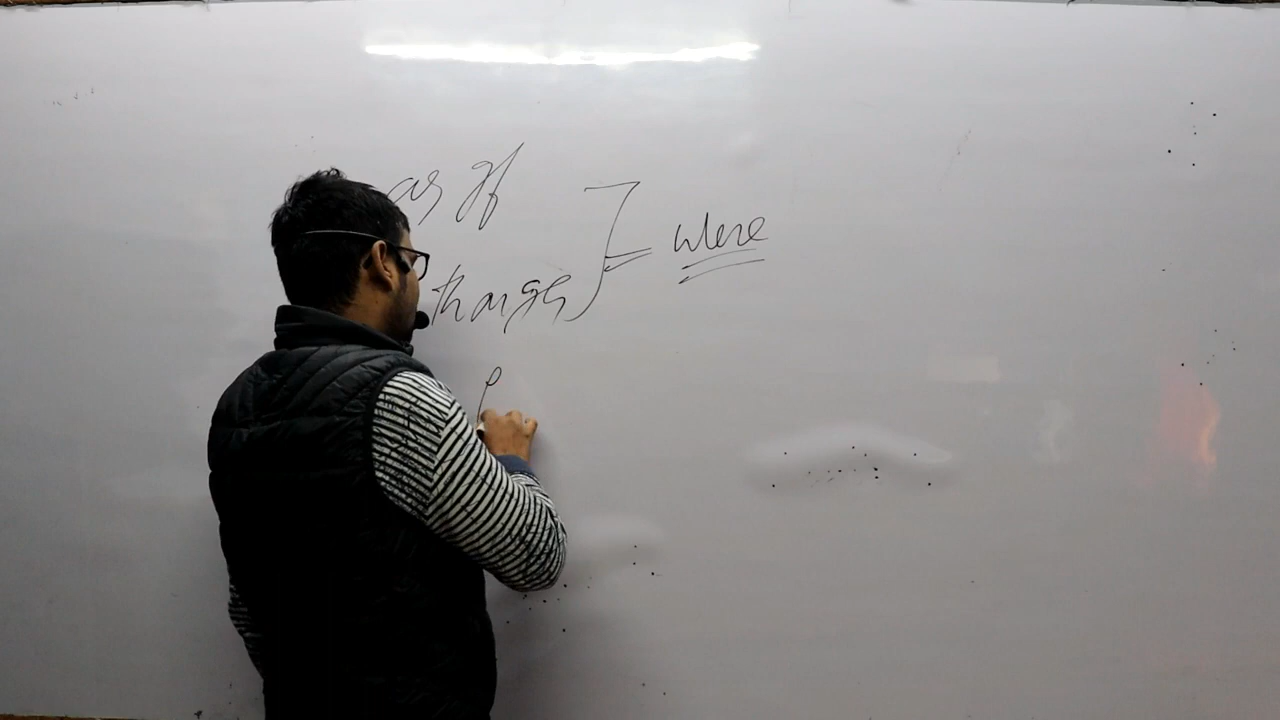 as if
though } = were